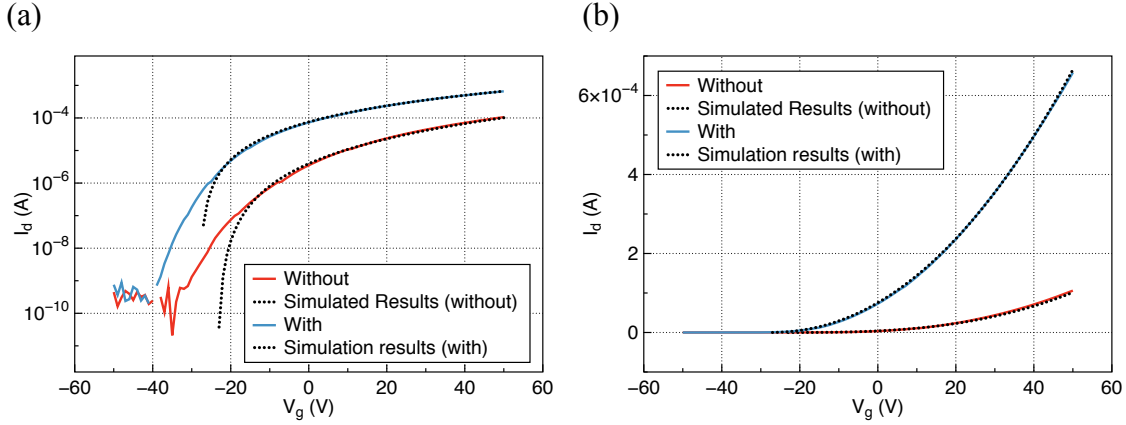 (a)
(b)
I_d (A)
10⁻⁴
10⁻⁶
10⁻⁸
10⁻¹⁰
Without
Simulated Results (without)
With
Simulation results (with)
−60 −40 −20 0 20 40 60
V_g (V)
I_d (A)
6×10⁻⁴
4
2
0
Without
Simulated Results (without)
With
Simulation results (with)
−60 −40 −20 0 20 40 60
V_g (V)